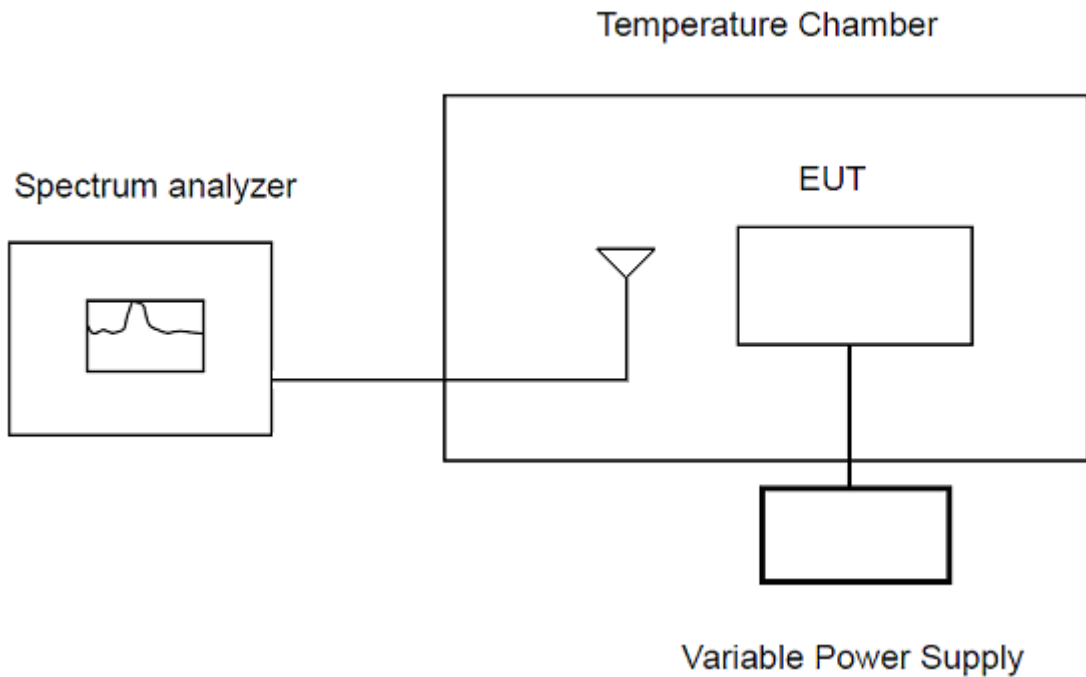 Temperature Chamber
Spectrum analyzer
EUT
Variable Power Supply